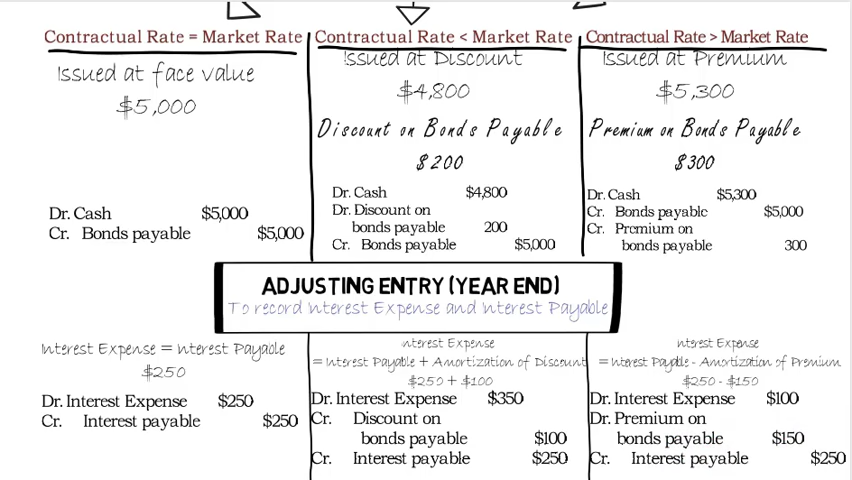 Contractual Rate = Market Rate
Issued at face value
$5,000
Dr. Cash $5,000
Cr. Bonds payable $5,000
Contractual Rate < Market Rate
Issued at Discount
$4,800
Discount on Bonds Payable
$200
Dr. Cash $4,800
Dr. Discount on
bonds payable 200
Cr. Bonds payable $5,000
Contractual Rate > Market Rate
Issued at Premium
$5,300
Premium on Bonds Payable
$300
Dr. Cash $5,300
Cr. Bonds payable $5,000
Cr. Premium on
bonds payable 300
ADJUSTING ENTRY (YEAR END)
To record Interest Expense and Interest Payable
Interest Expense = Interest Payable
$250
Dr. Interest Expense $250
Cr. Interest payable $250
Interest Expense
= Interest Payable + Amortization of Discount
$250 + $100
Dr. Interest Expense $350
Cr. Discount on
bonds payable $100
Cr. Interest payable $250
Interest Expense
= Interest Payable - Amortization of Premium
$250 - $150
Dr. Interest Expense $100
Dr. Premium on
bonds payable $150
Cr. Interest payable $250